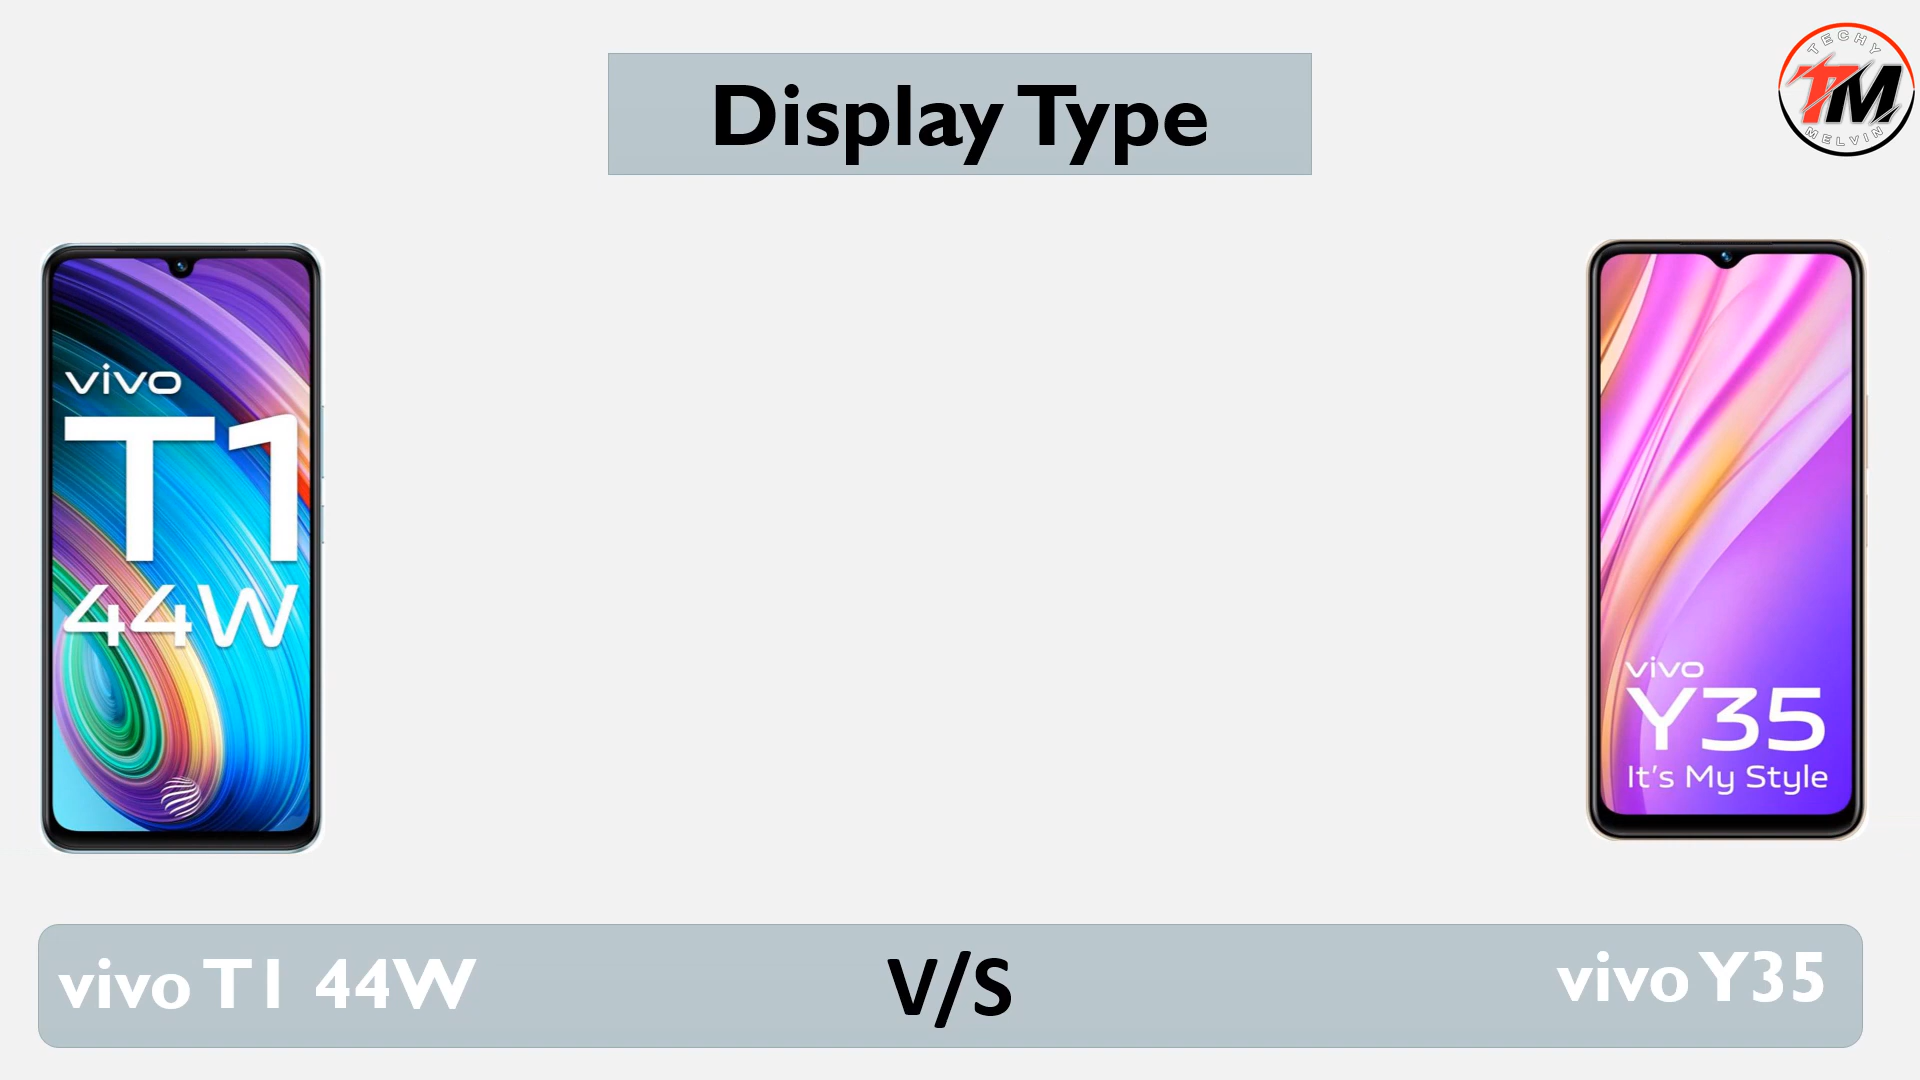 Display Type
TECHY
TM
MELVIN
vivo
T1
44W
vivo
Y35
It's My Style
vivo T1 44W
V/S
vivo Y35